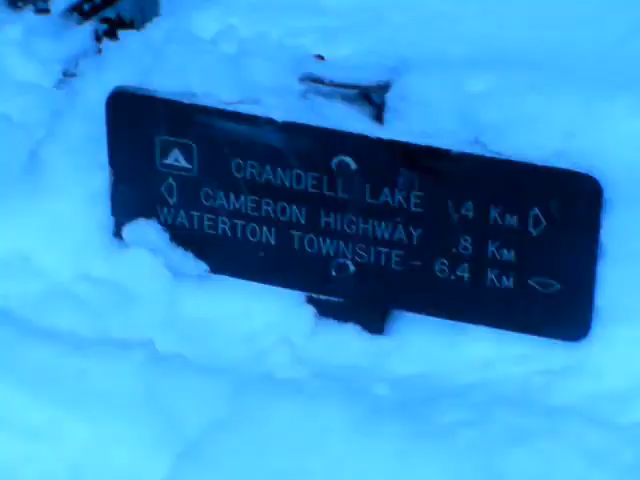 CRANDELL LAKE .4 KM
CAMERON HIGHWAY .8 KM
WATERTON TOWNSITE - 6.4 KM